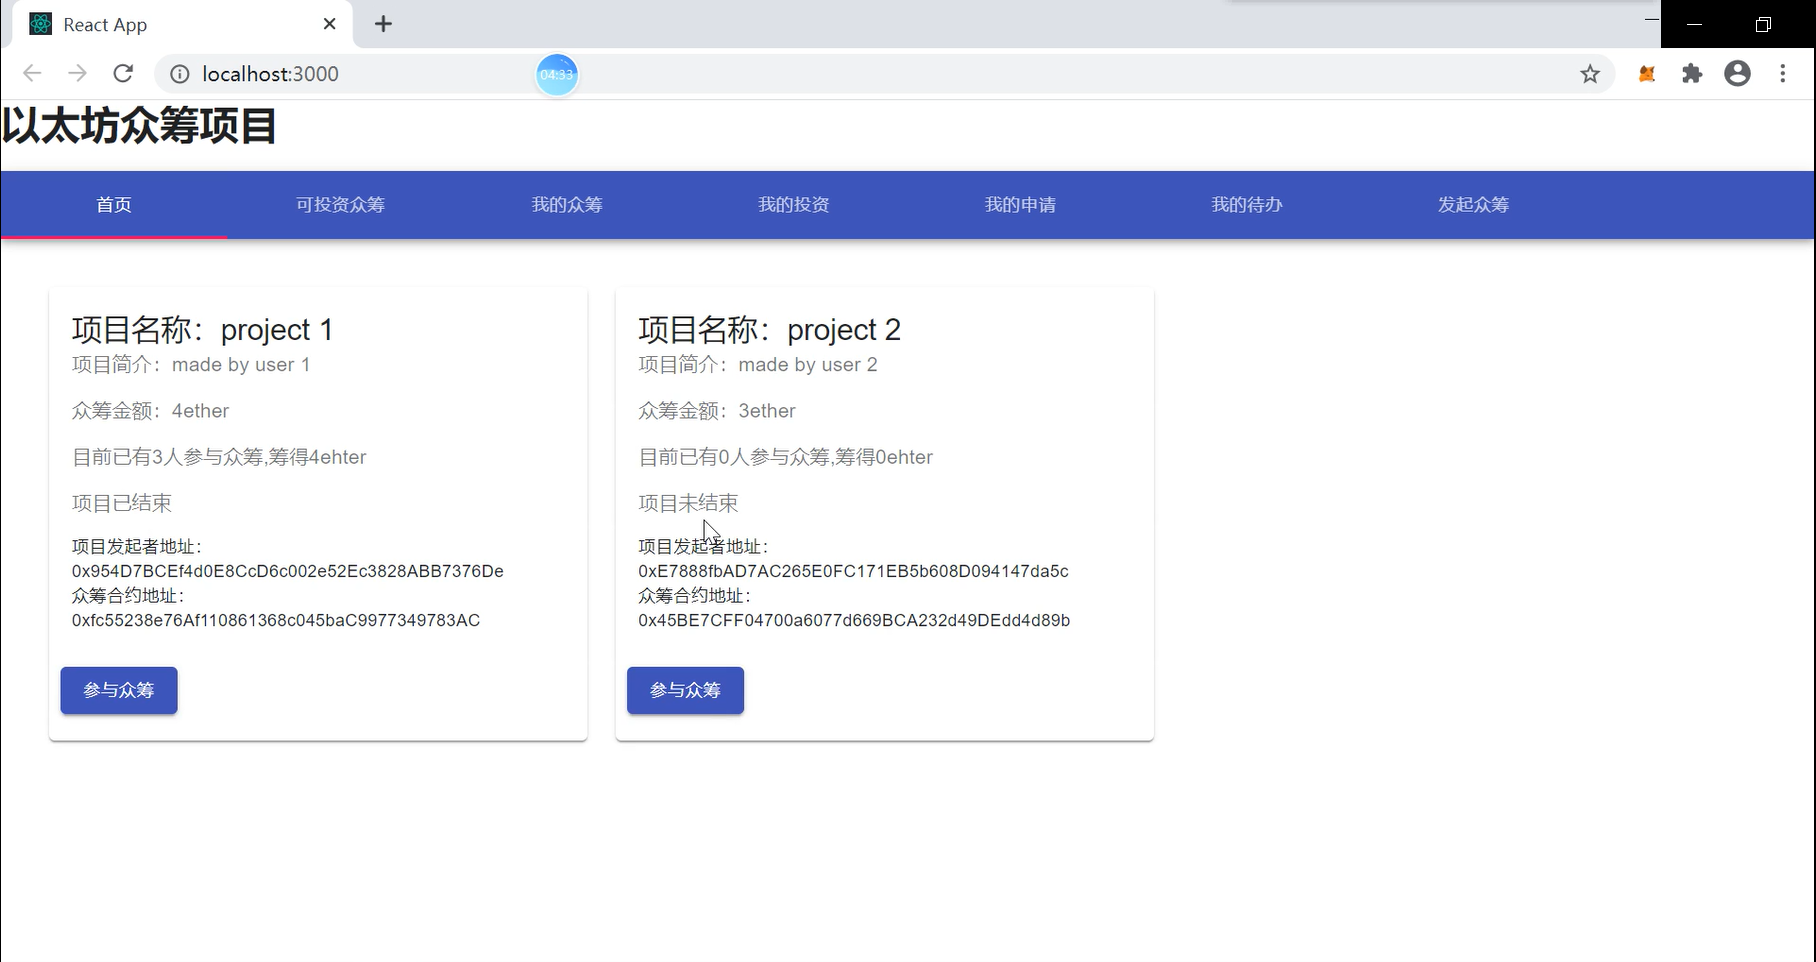 React App
localhost:3000
04:33
以太坊众筹项目
首页 可投资众筹 我的众筹 我的投资 我的申请 我的待办 发起众筹
项目名称：project 1
项目简介：made by user 1
众筹金额：4ether
目前已有3人参与众筹,筹得4ehter
项目已结束
项目发起者地址：
0x954D7BCEf4d0E8CcD6c002e52Ec3828ABB7376De
众筹合约地址：
0xfc55238e76Af110861368c045baC9977349783AC
参与众筹
项目名称：project 2
项目简介：made by user 2
众筹金额：3ether
目前已有0人参与众筹,筹得0ehter
项目未结束
项目发起者地址：
0xE7888fbAD7AC265E0FC171EB5b608D094147da5c
众筹合约地址：
0x45BE7CFF04700a6077d669BCA232d49DEdd4d89b
参与众筹